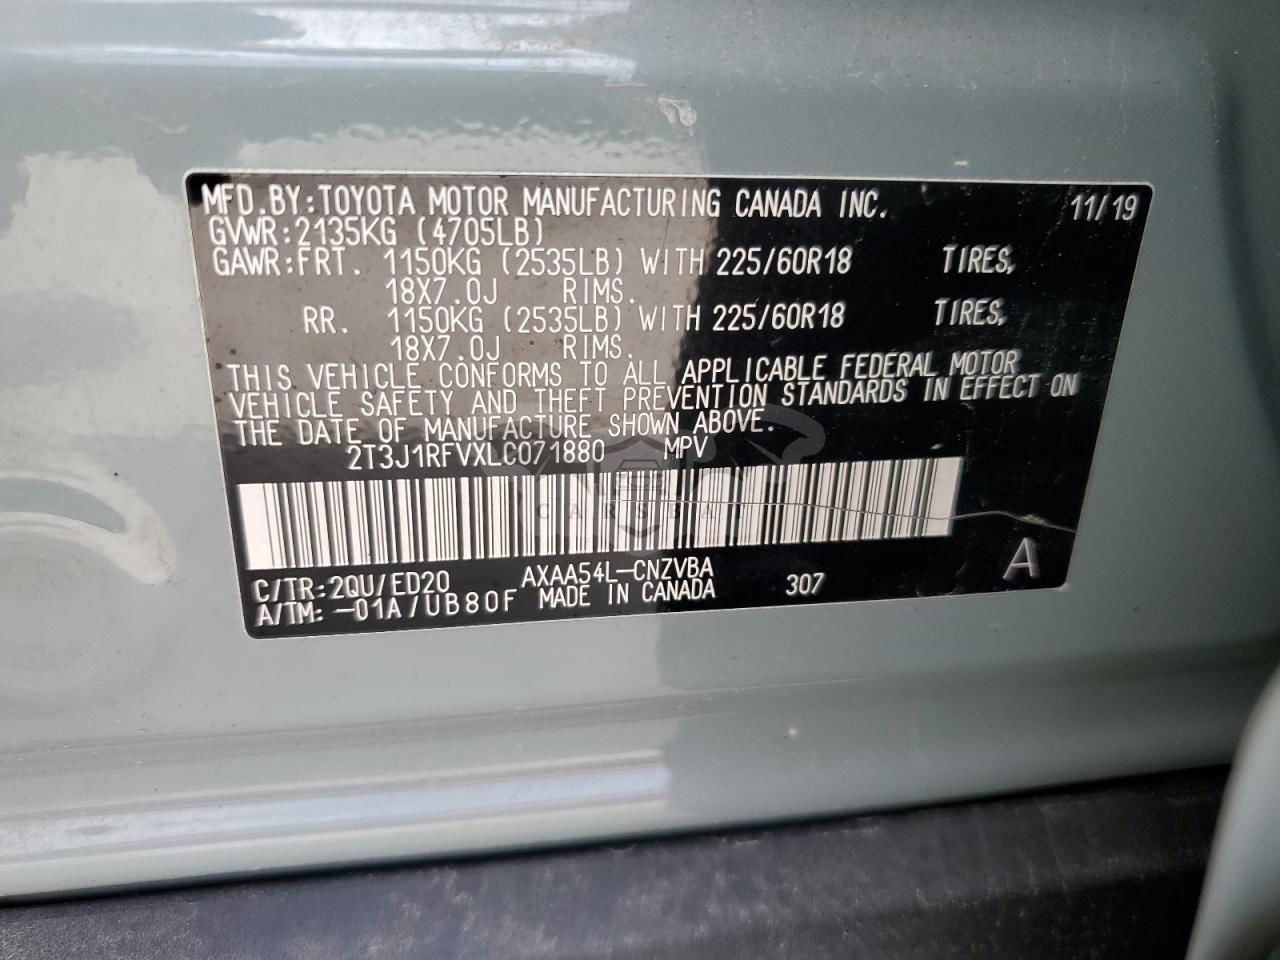 MFD.BY:TOYOTA MOTOR MANUFACTURING CANADA INC. 11/19
GVWR:2135KG (4705LB)
GAWR:FRT. 1150KG (2535LB) WITH 225/60R18 TIRES,
18X7.0J RIMS.
RR. 1150KG (2535LB) WITH 225/60R18 TIRES,
18X7.0J RIMS.
THIS VEHICLE CONFORMS TO ALL APPLICABLE FEDERAL MOTOR
VEHICLE SAFETY AND THEFT PREVENTION STANDARDS IN EFFECT ON
THE DATE OF MANUFACTURE SHOWN ABOVE.
2T3J1RFVXLC071880 MPV
C/TR:2QU/ED20 AXAA54L-CNZVBA 307 A
A/TM:-01A/UB80F MADE IN CANADA